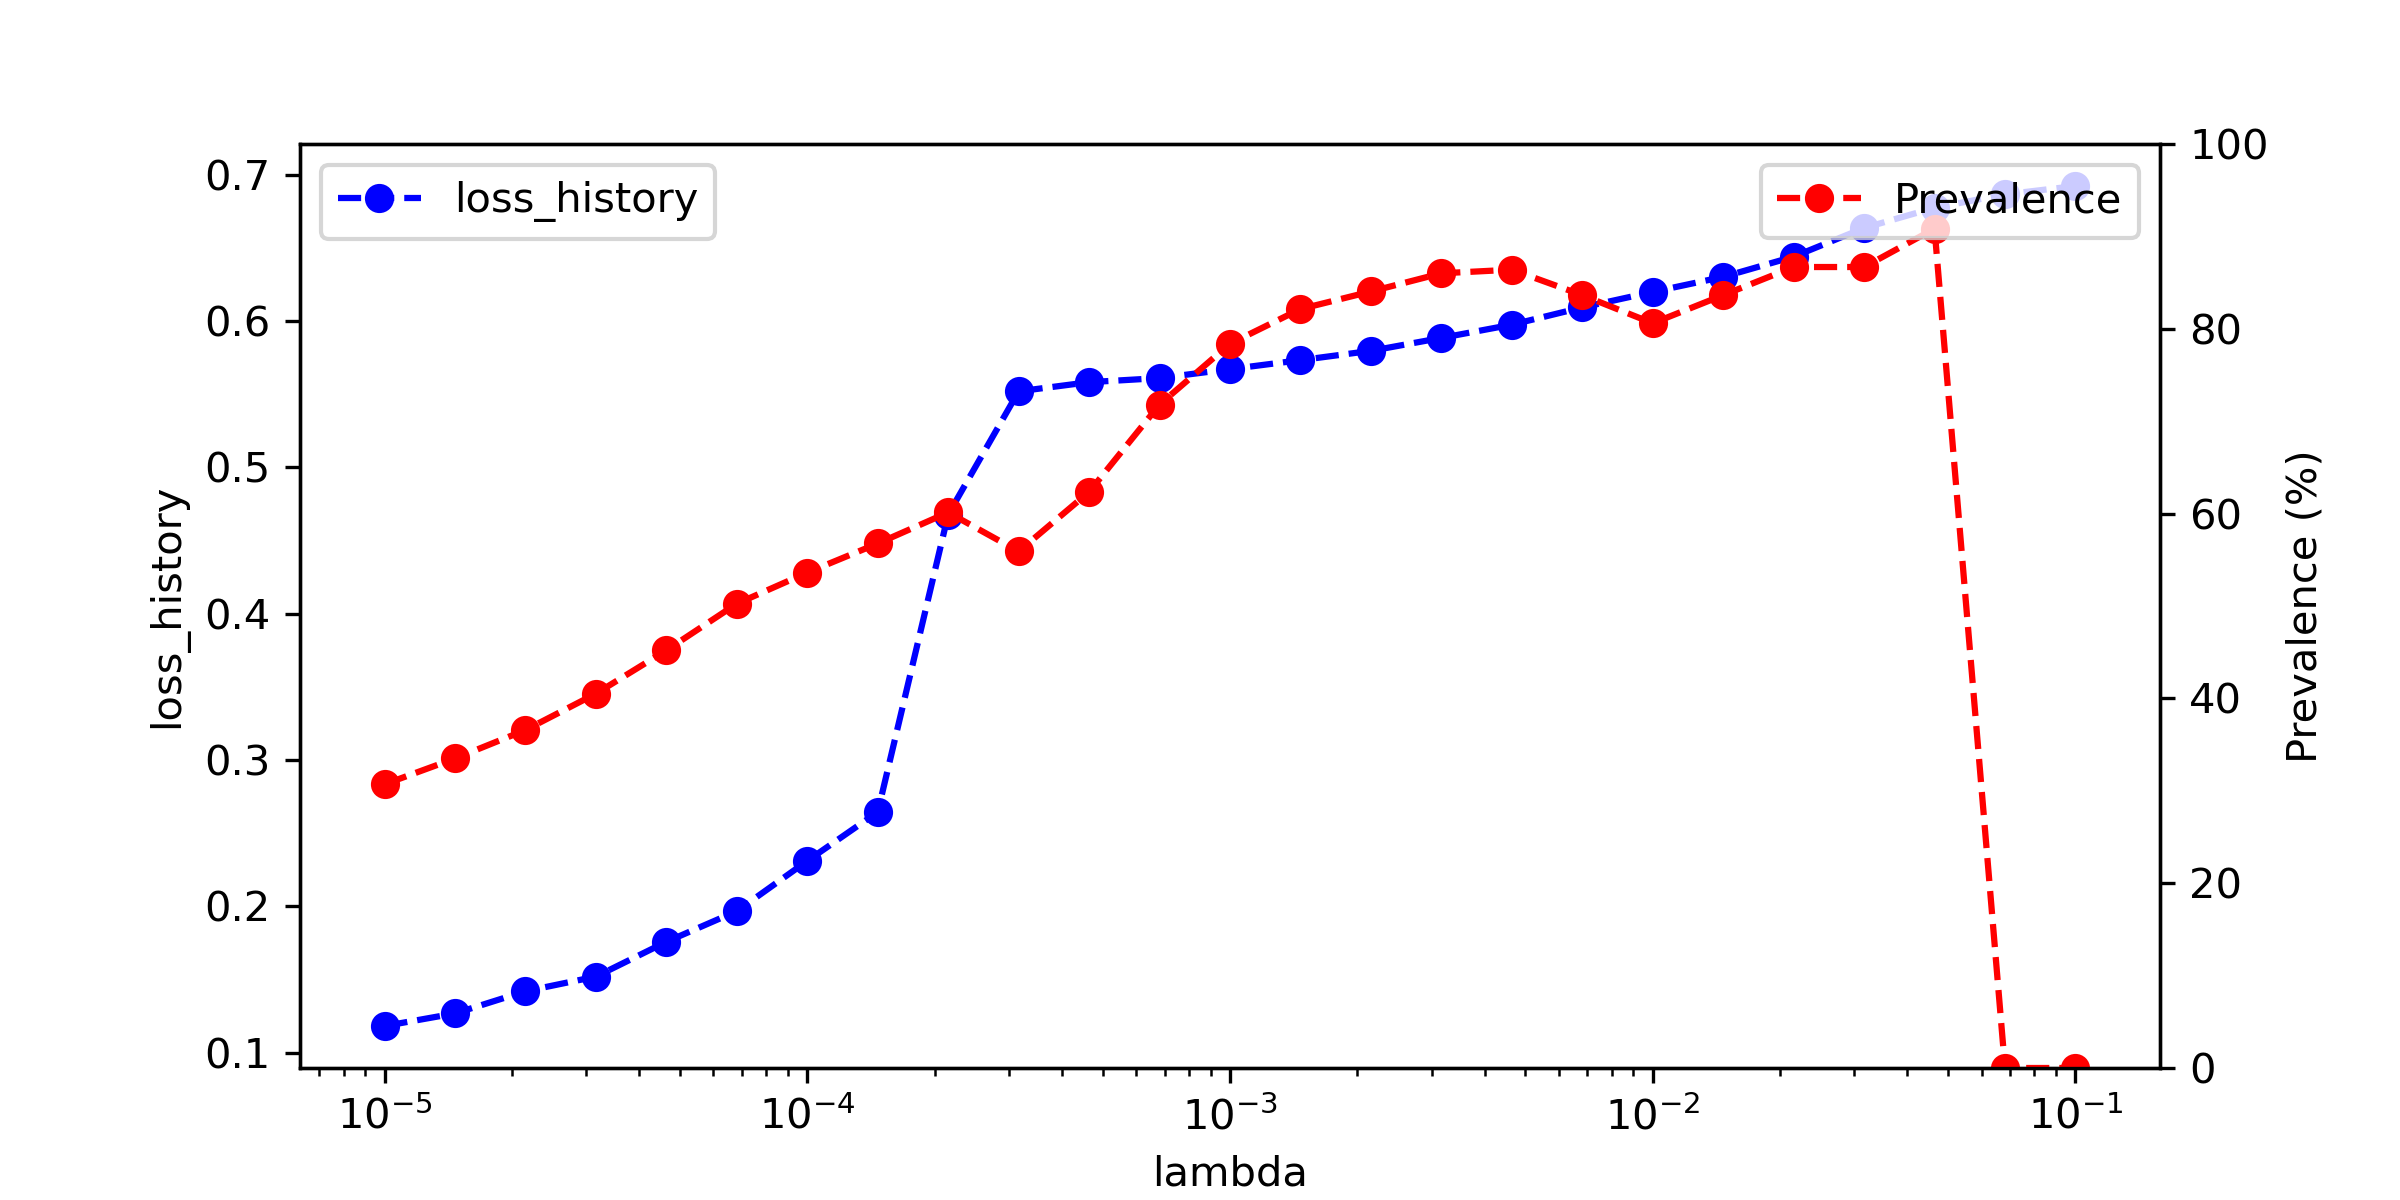 loss_history
Prevalence
0.7
0.6
0.5
0.4
0.3
0.2
0.1
loss_history
100
80
60
40
20
0
Prevalence (%)
10⁻⁵ 10⁻⁴ 10⁻³ 10⁻² 10⁻¹
lambda